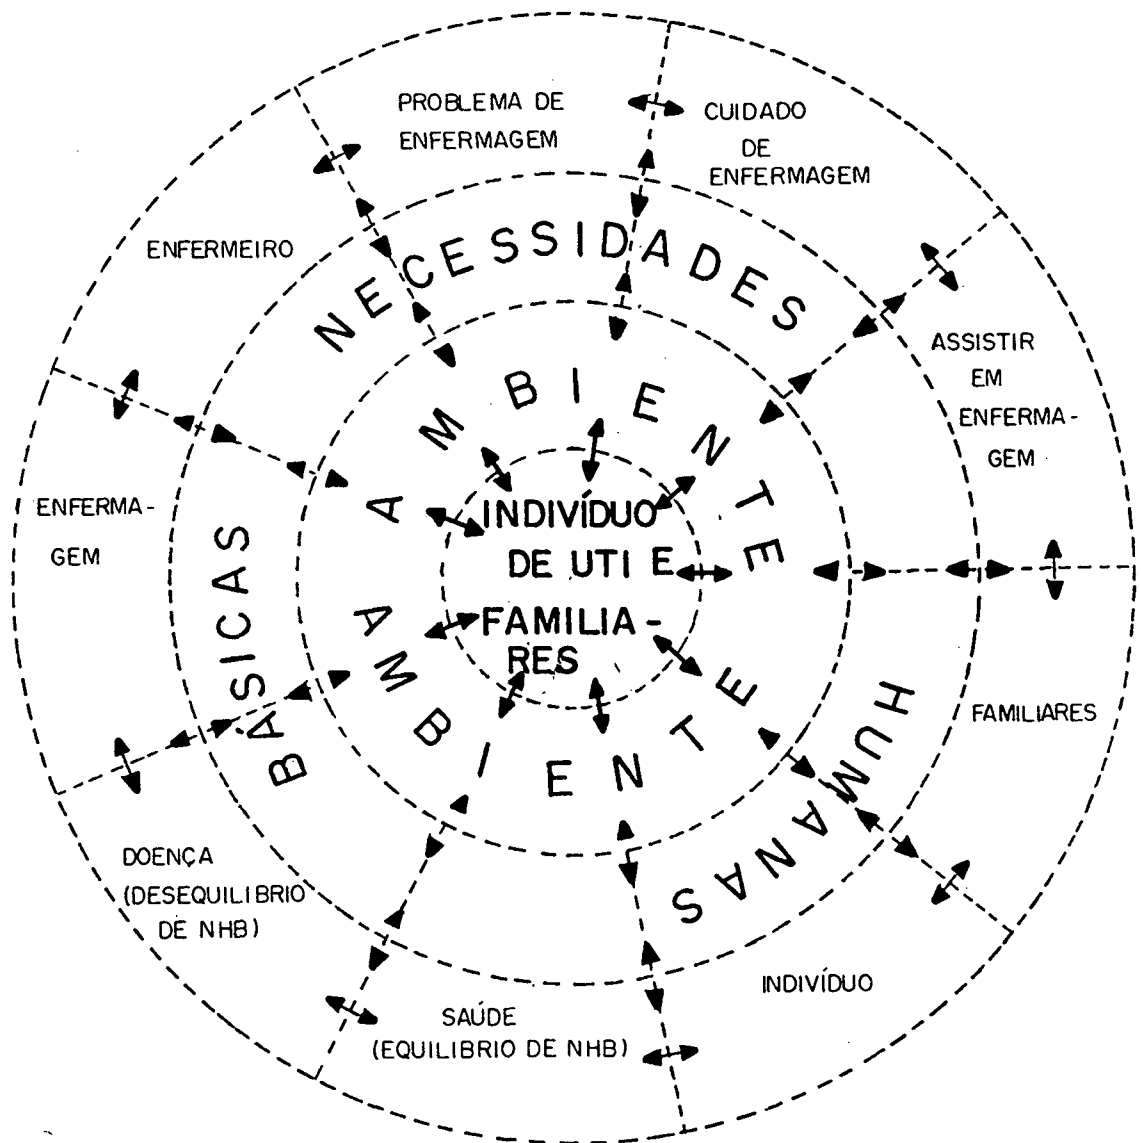 PROBLEMA DE
ENFERMAGEM
CUIDADO
DE
ENFERMAGEM
ASSISTIR
EM
ENFERMA-
GEM
FAMILIARES
INDIVÍDUO
SAÚDE
(EQUILIBRIO DE NHB)
DOENÇA
(DESEQUILIBRIO
DE NHB)
ENFERMA-
GEM
ENFERMEIRO
NECESSIDADES
HUMANAS
BÁSICAS
AMBIENTE
AMBIENTE
INDIVÍDUO
DE UTI E
FAMILIA-
RES